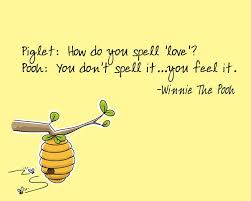 Piglet: How do you spell 'love'?
Pooh: You don't spell it...you feel it.
-Winnie The Pooh